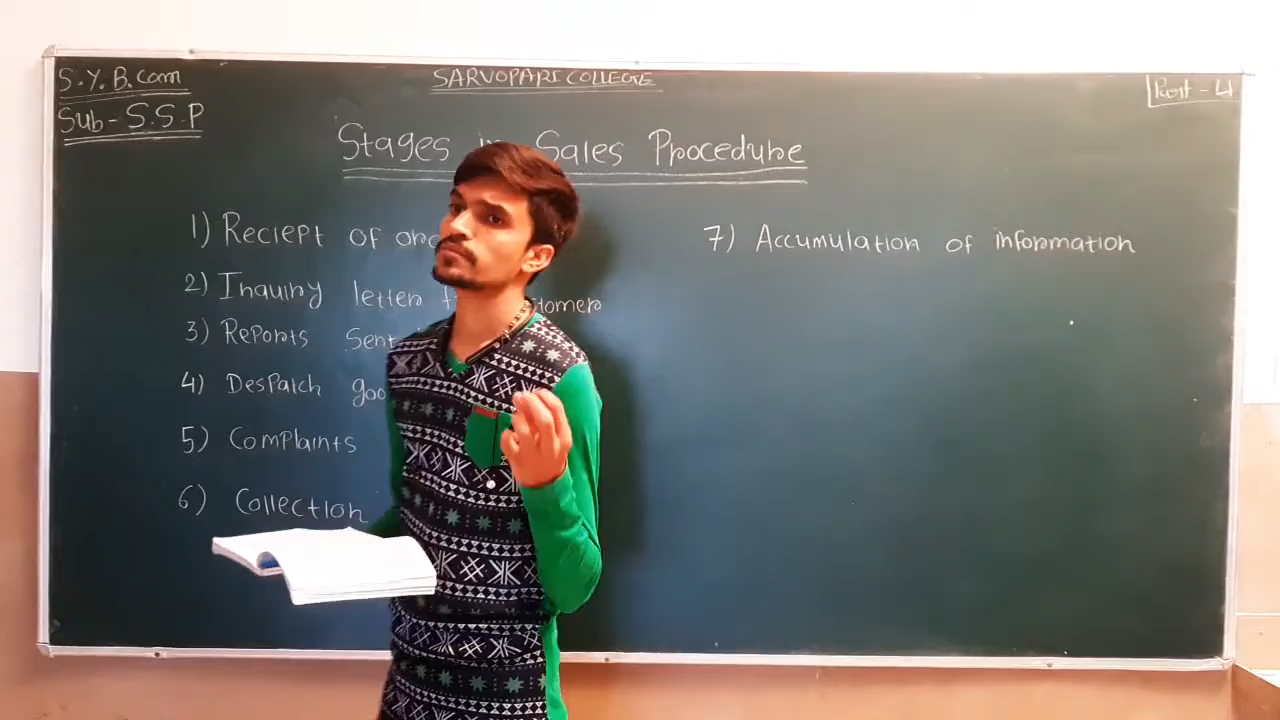 S.Y.B.Com
SARVOPARI COLLEGE
Part - 4
Sub - S.S.P
Stages in Sales Procedure
1) Reciept of
2) Inquiry letter
3) Reports Sent
4) Despatch
5) Complaints
6) Collection
7) Accumulation of information